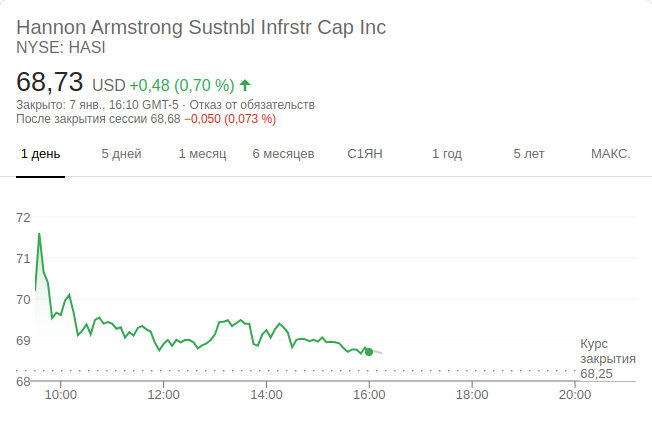 Hannon Armstrong Sustnbl Infrstr Cap Inc
NYSE: HASI
68,73 USD +0,48 (0,70 %)
Закрыто: 7 янв., 16:10 GMT-5 · Отказ от обязательств
После закрытия сессии 68,68 −0,050 (0,073 %)
1 день 5 дней 1 месяц 6 месяцев С1ЯН 1 год 5 лет МАКС.
72
71
70
69
Курс
закрытия
68,25
68
10:00 12:00 14:00 16:00 18:00 20:00